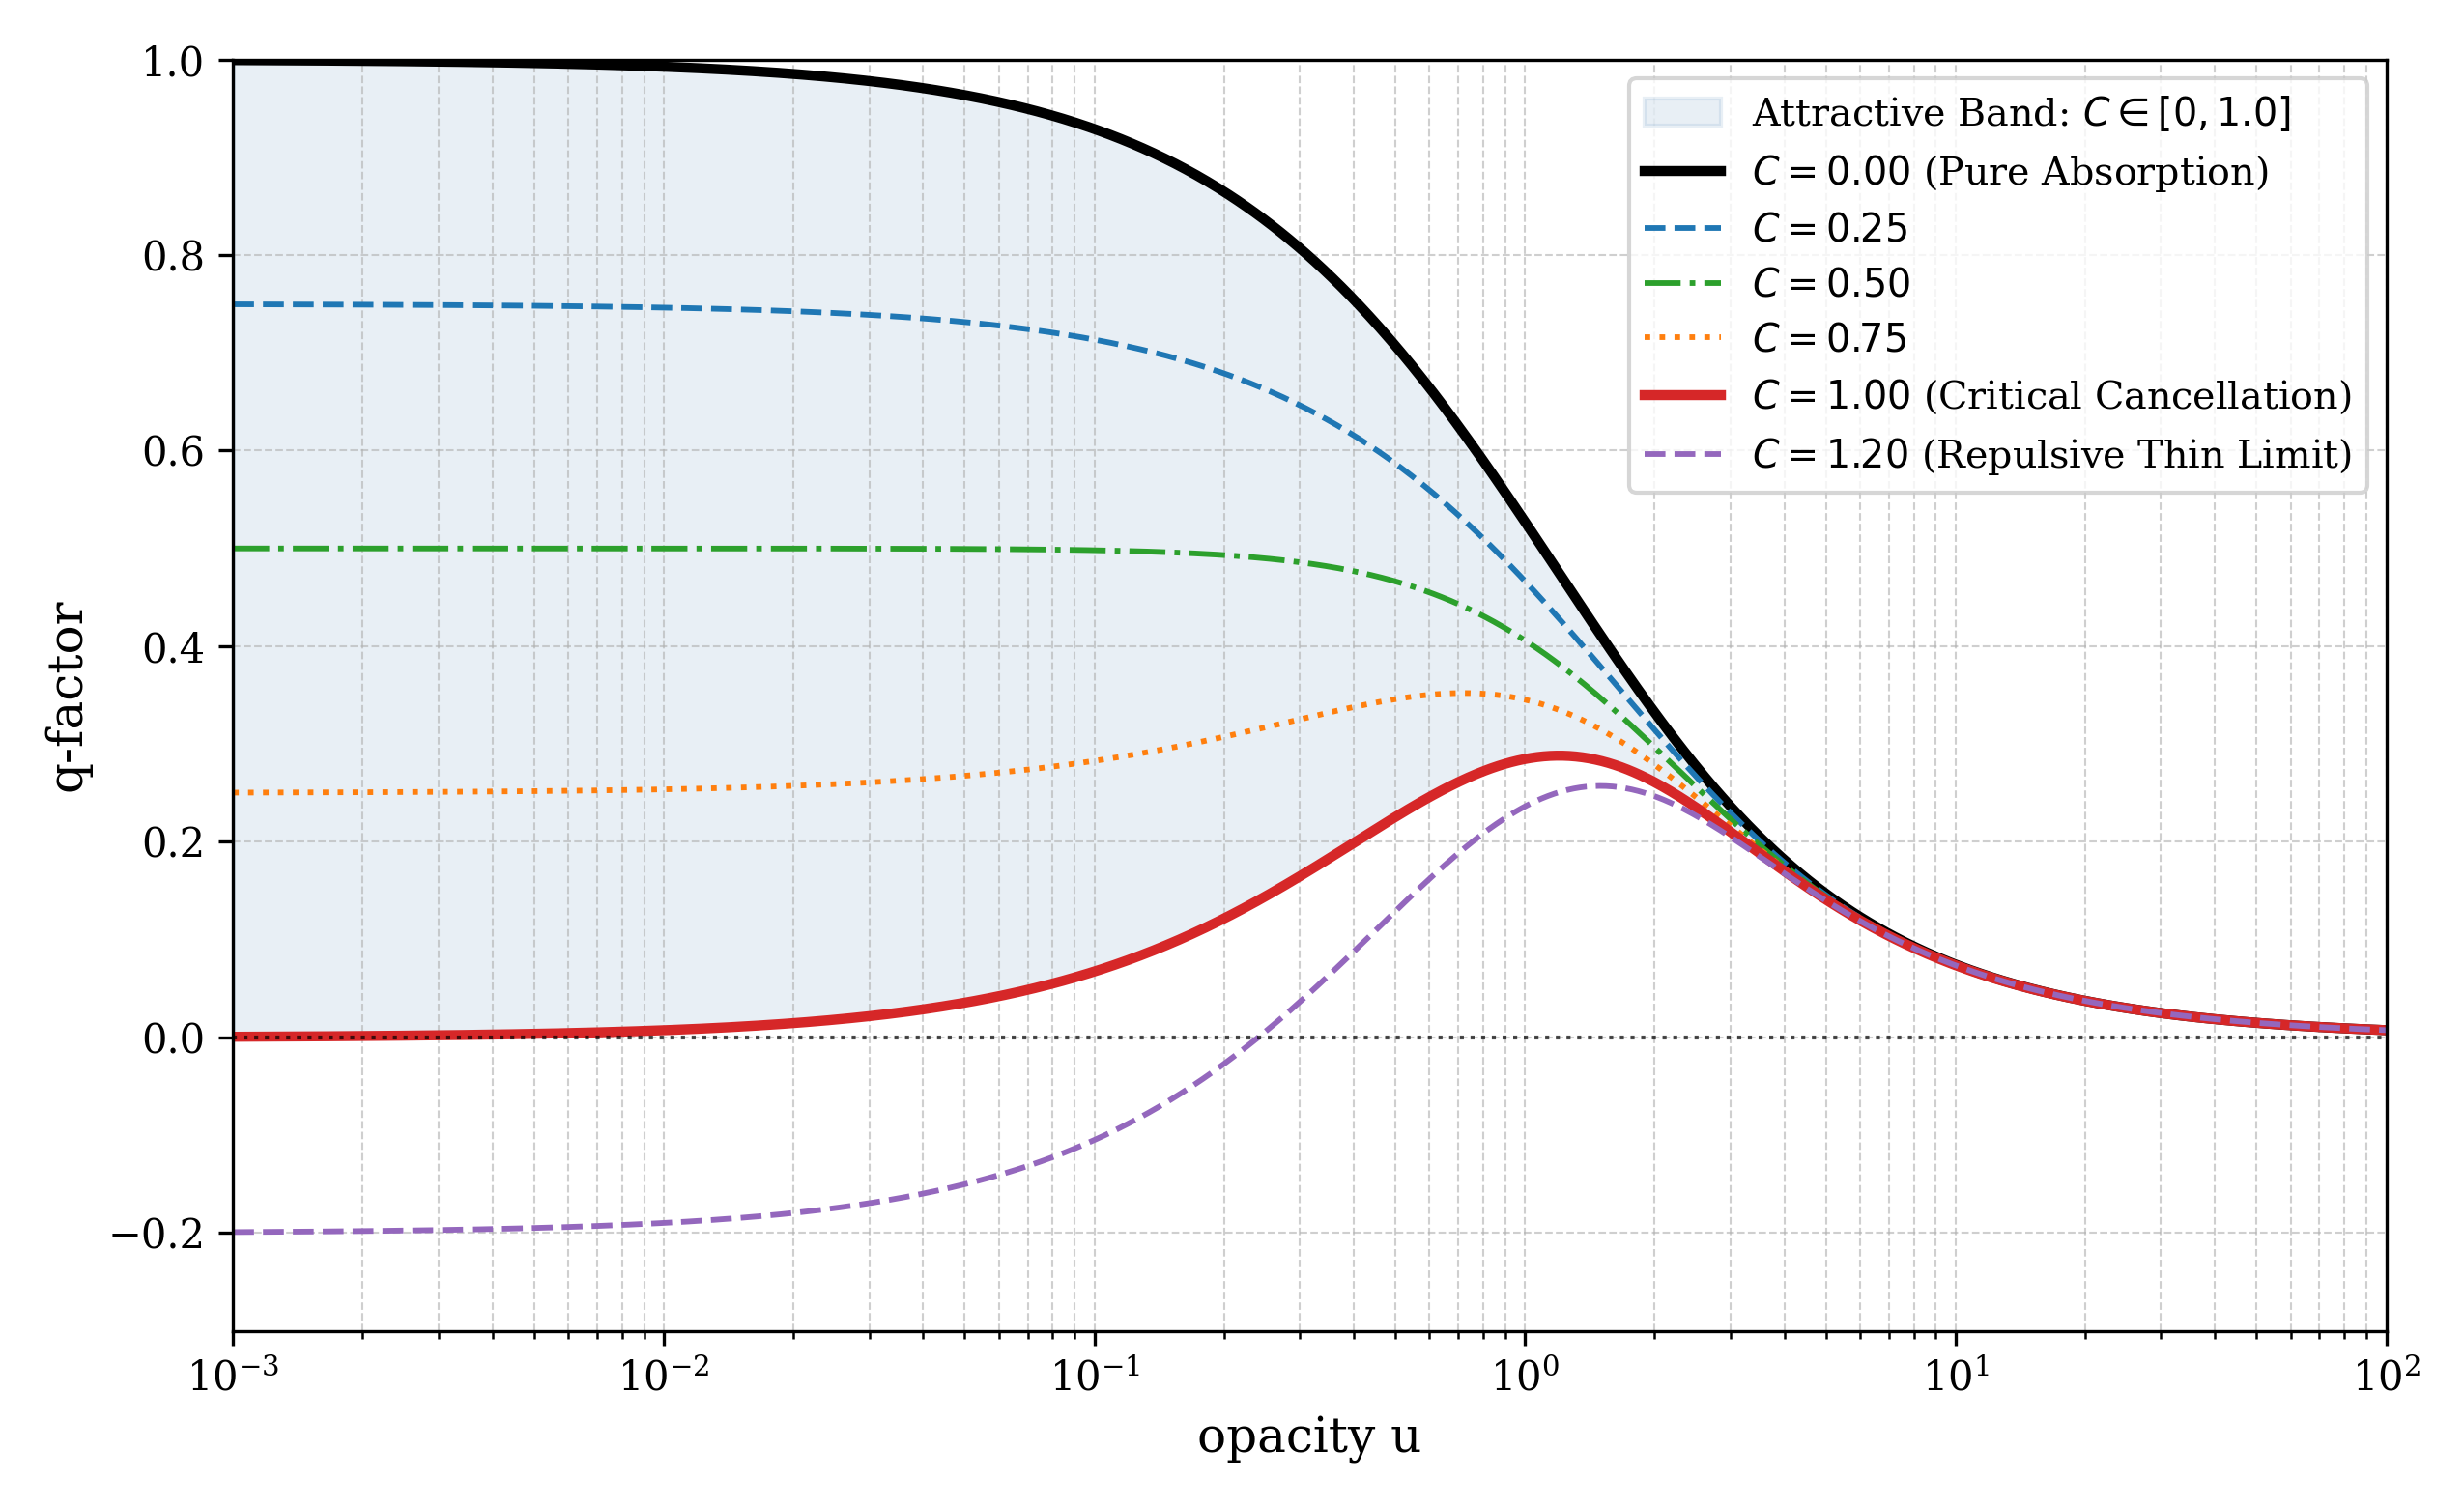 1.0
0.8
0.6
0.4
0.2
0.0
−0.2
q-factor
Attractive Band: C ∈ [0, 1.0]
C = 0.00 (Pure Absorption)
C = 0.25
C = 0.50
C = 0.75
C = 1.00 (Critical Cancellation)
C = 1.20 (Repulsive Thin Limit)
10⁻³ 10⁻² 10⁻¹ 10⁰ 10¹ 10²
opacity u